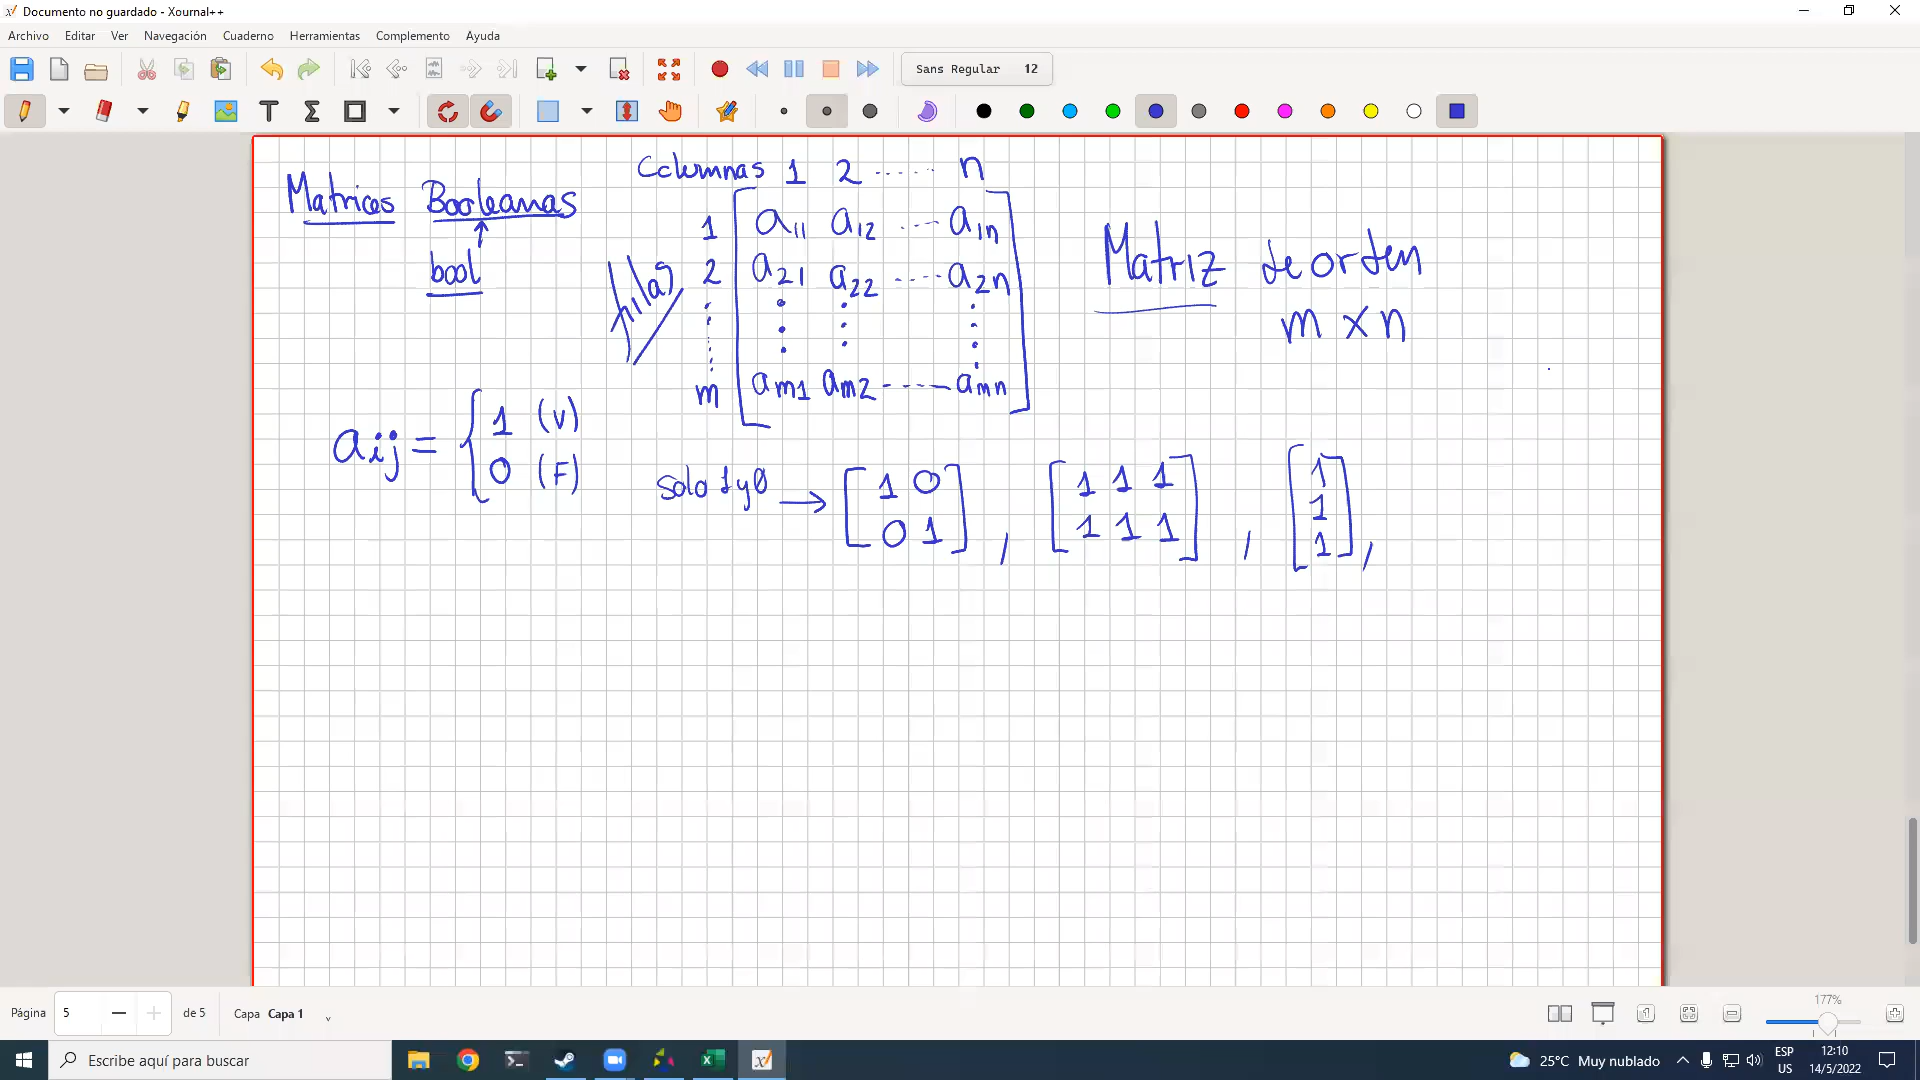 Documento no guardado - Xournal++
Archivo Editar Ver Navegación Cuaderno Herramientas Complemento Ayuda
Sans Regular 12
Matrices Booleanas
bool
Columnas 1 2 ...... n
filas
1 a11 a12 ..... a1n
2 a21 a22 ..... a2n
m am1 am2 ------ amn
Matriz de orden
m x n
aij = { 1 (V)
0 (F)
solo 1 y 0 → [1 0
0 1] , [1 1 1
1 1 1] , [1
1
1] ,
Página 5 de 5 Capa Capa 1
177%
Escribe aquí para buscar
25°C Muy nublado
ESP
US
12:10
14/5/2022